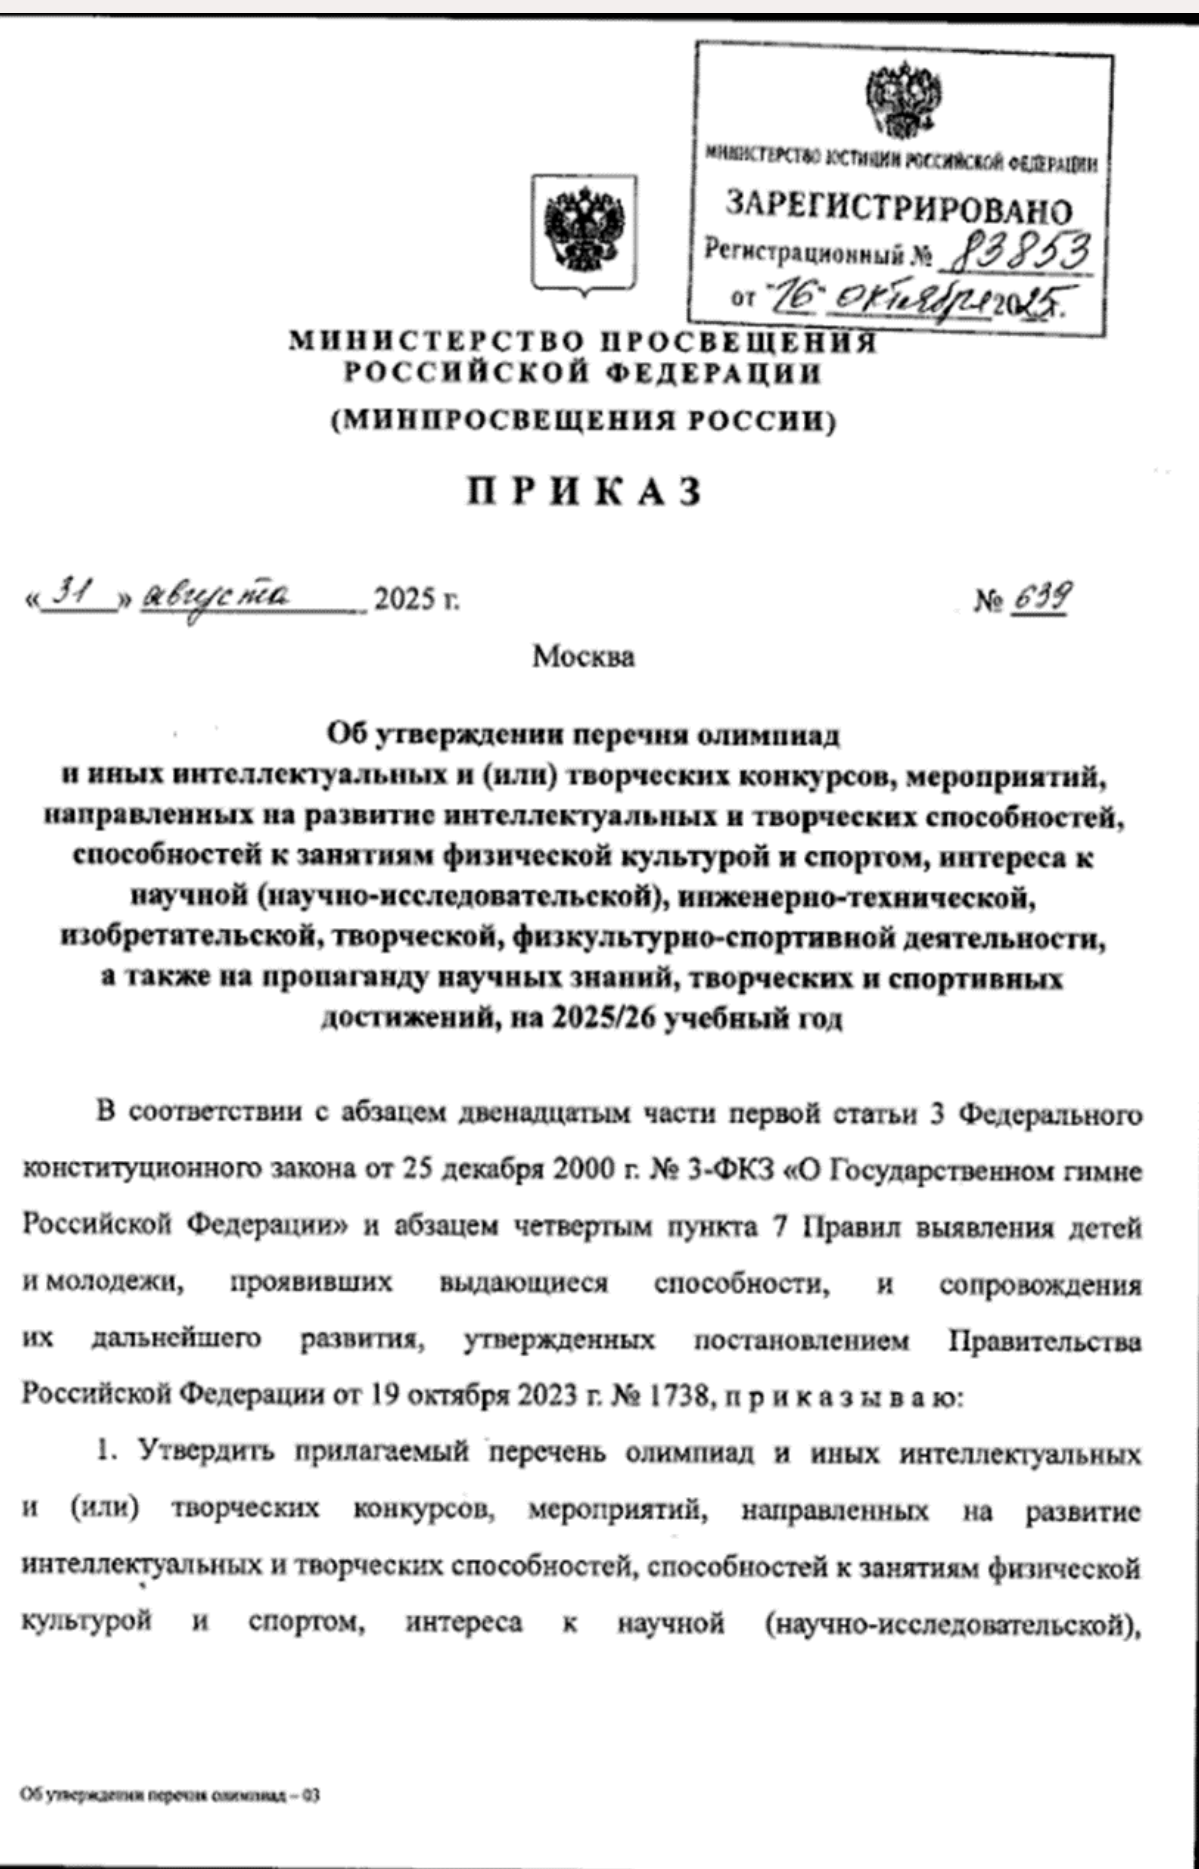 МИНИСТЕРСТВО ЮСТИЦИИ РОССИЙСКОЙ ФЕДЕРАЦИИ
ЗАРЕГИСТРИРОВАНО
Регистрационный № 83853
от "16" октября 2025 г.
МИНИСТЕРСТВО ПРОСВЕЩЕНИЯ
РОССИЙСКОЙ ФЕДЕРАЦИИ
(МИНПРОСВЕЩЕНИЯ РОССИИ)
ПРИКАЗ
«31» августа 2025 г. № 639
Москва
Об утверждении перечня олимпиад
и иных интеллектуальных и (или) творческих конкурсов, мероприятий,
направленных на развитие интеллектуальных и творческих способностей,
способностей к занятиям физической культурой и спортом, интереса к
научной (научно-исследовательской), инженерно-технической,
изобретательской, творческой, физкультурно-спортивной деятельности,
а также на пропаганду научных знаний, творческих и спортивных
достижений, на 2025/26 учебный год
В соответствии с абзацем двенадцатым части первой статьи 3 Федерального
конституционного закона от 25 декабря 2000 г. № 3-ФКЗ «О Государственном гимне
Российской Федерации» и абзацем четвертым пункта 7 Правил выявления детей
и молодежи, проявивших выдающиеся способности, и сопровождения
их дальнейшего развития, утвержденных постановлением Правительства
Российской Федерации от 19 октября 2023 г. № 1738, п р и к а з ы в а ю:
1. Утвердить прилагаемый перечень олимпиад и иных интеллектуальных
и (или) творческих конкурсов, мероприятий, направленных на развитие
интеллектуальных и творческих способностей, способностей к занятиям физической
культурой и спортом, интереса к научной (научно-исследовательской),
Об утверждении перечня олимпиад – 03